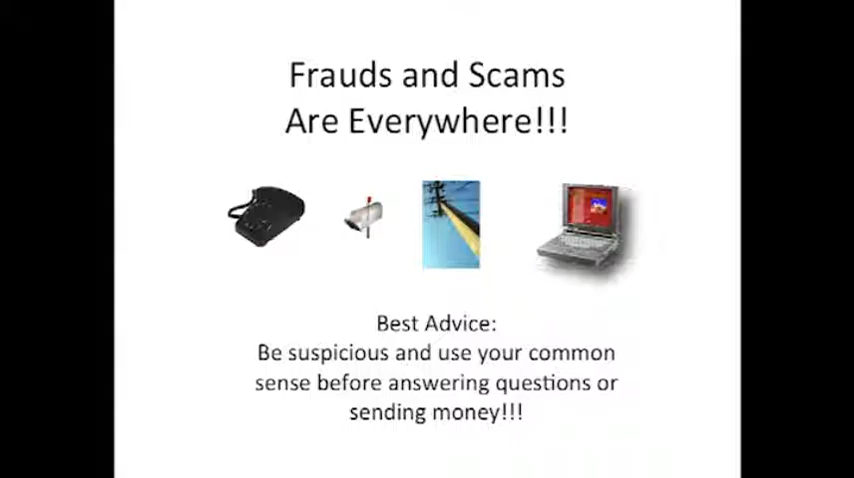 Frauds and Scams
Are Everywhere!!!
Best Advice:
Be suspicious and use your common
sense before answering questions or
sending money!!!